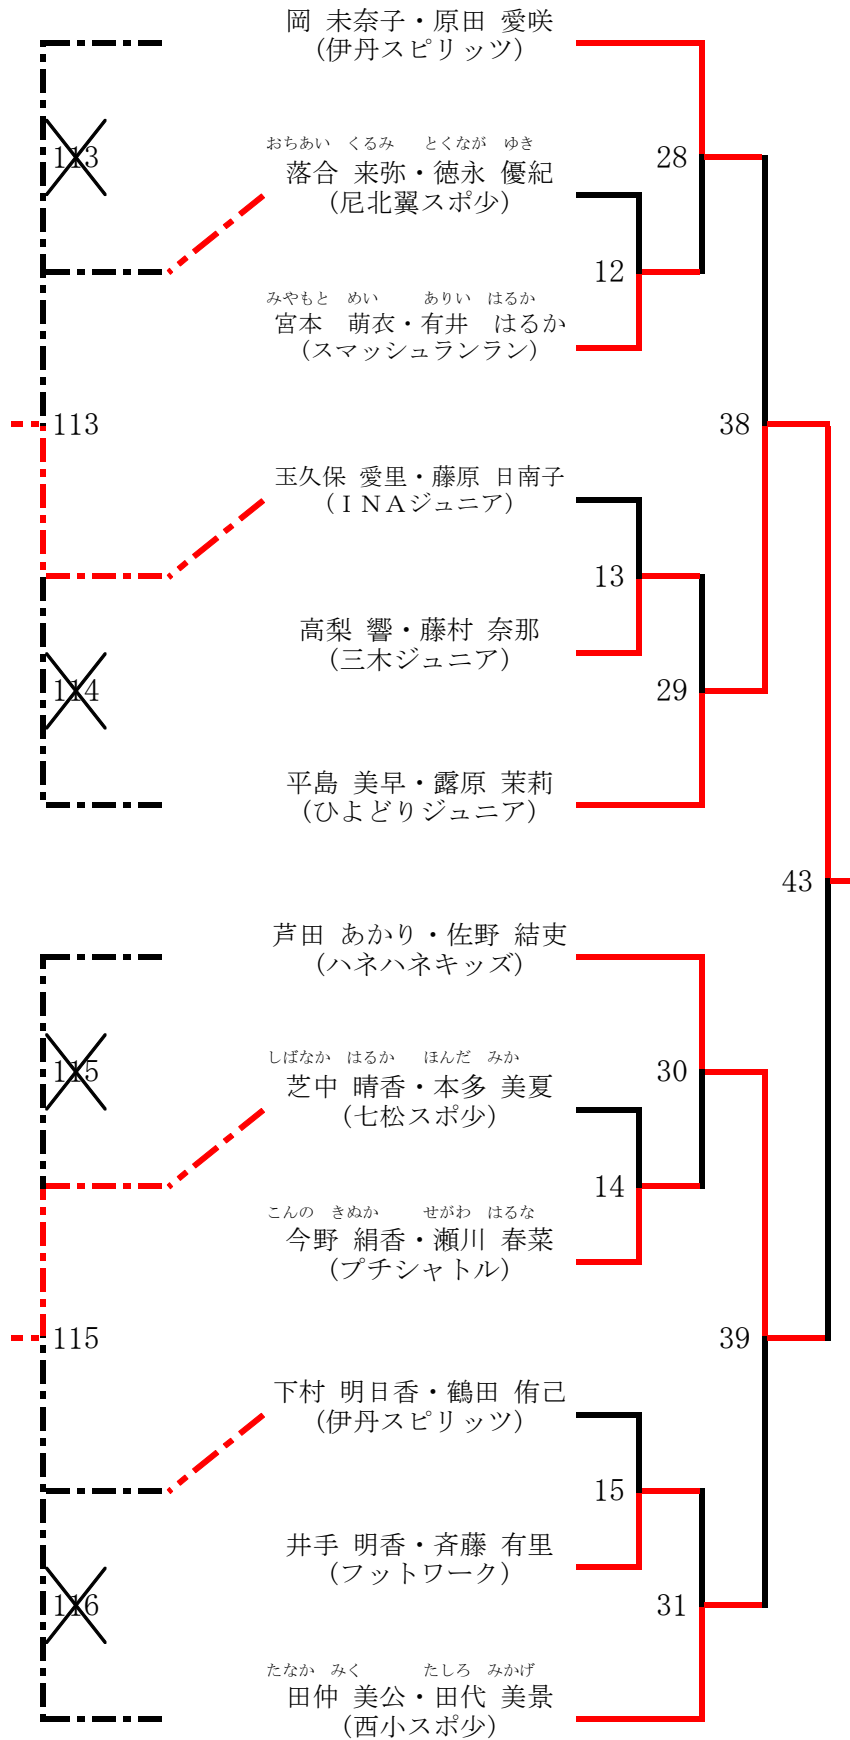 岡 未奈子・原田 愛咲
(伊丹スピリッツ)
113
28
おちあい くるみ とくなが ゆき
落合 来弥・徳永 優紀
(尼北翼スポ少)
12
みやもと めい ありい はるか
宮本 萌衣・有井 はるか
(スマッシュランラン)
113
38
玉久保 愛里・藤原 日南子
(ＩＮＡジュニア)
13
高梨 響・藤村 奈那
(三木ジュニア)
114
29
平島 美早・露原 茉莉
(ひよどりジュニア)
43
芦田 あかり・佐野 結吏
(ハネハネキッズ)
115
30
しばなか はるか ほんだ みか
芝中 晴香・本多 美夏
(七松スポ少)
14
こんの きぬか せがわ はるな
今野 絹香・瀬川 春菜
(プチシャトル)
115
39
下村 明日香・鶴田 侑己
(伊丹スピリッツ)
15
井手 明香・斉藤 有里
(フットワーク)
116
31
たなか みく たしろ みかげ
田仲 美公・田代 美景
(西小スポ少)